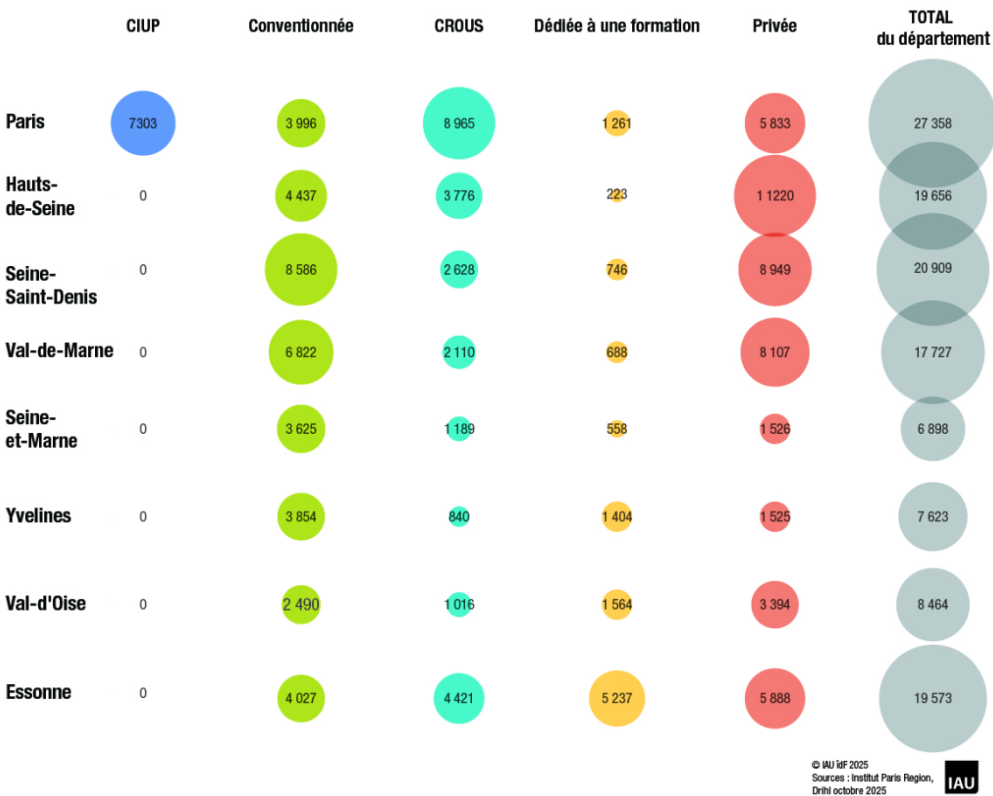 CIUP Conventionnée CROUS Dédiée à une formation Privée TOTAL
du département
Paris 7303 3 996 8 965 1 261 5 833 27 358
Hauts-
de-Seine 0 4 437 3 776 223 1 1220 19 656
Seine-
Saint-Denis 0 8 586 2 628 746 8 949 20 909
Val-de-Marne 0 6 822 2 110 688 8 107 17 727
Seine-
et-Marne 0 3 625 1 189 558 1 526 6 898
Yvelines 0 3 854 840 1 404 1 525 7 623
Val-d'Oise 0 2 490 1 016 1 564 3 394 8 464
Essonne 0 4 027 4 421 5 237 5 888 19 573
© IAU îdF 2025
Sources : Institut Paris Region,
Drihl octobre 2025
IAU